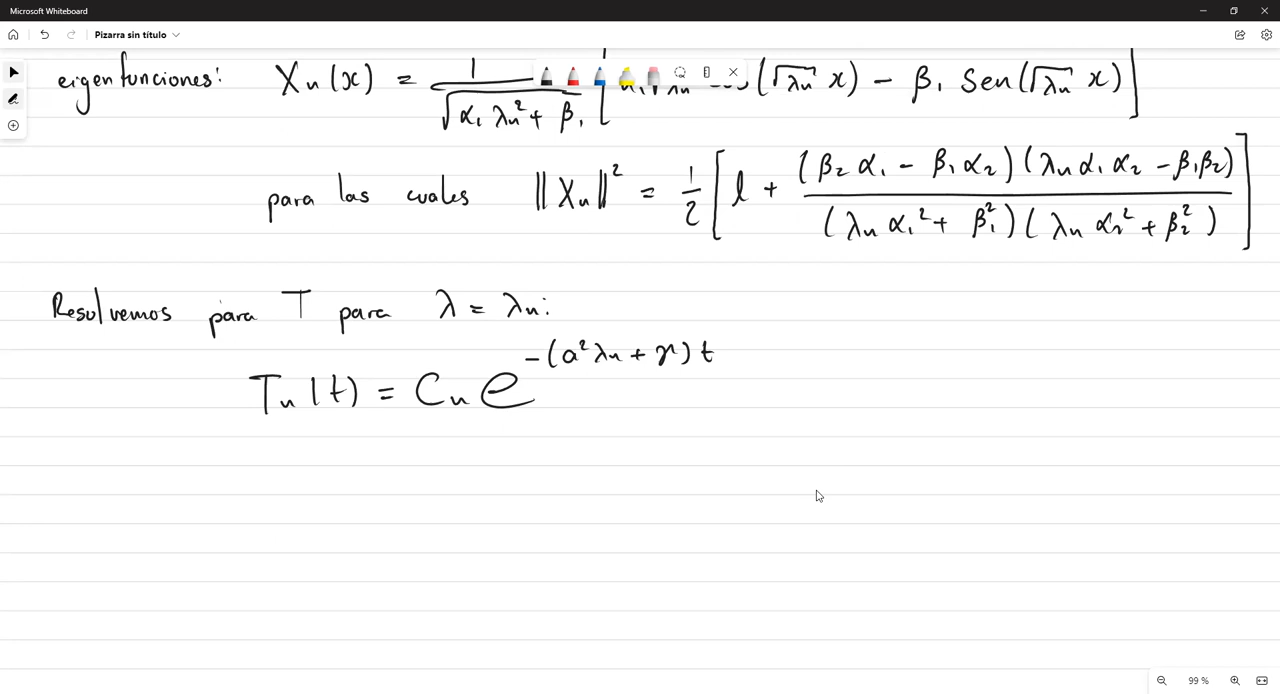 Microsoft Whiteboard
Pizarra sin título
eigenfunciones: Xn(x) = 1/√(α₁ λn² + β₁ [ cos(√λn x) − β₁ Sen(√λn x) ]
para las cuales ‖Xn‖² = 1/2 [ l + (β₂ α₁ − β₁ α₂)(λn α₁ α₂ − β₁β₂) / (λn α₁² + β₁²)(λn α₂² + β₂²) ]
Resolvemos para T para λ = λn:
Tn(t) = Cn e^(−(a² λn + γ) t)
99 %